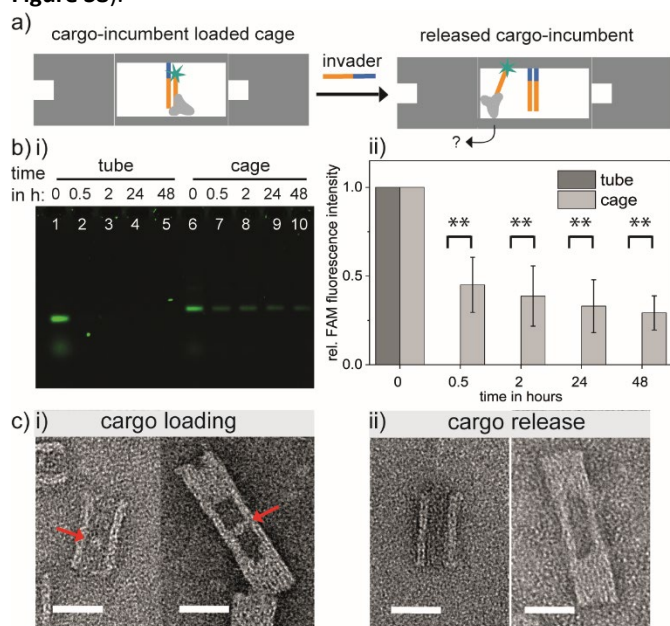 Figure
a)
cargo-incumbent loaded cage
invader
released cargo-incumbent
?
b) i)
tube cage
time
in h: 0 0.5 2 24 48 0 0.5 2 24 48
1 2 3 4 5 6 7 8 9 10
ii)
rel. FAM fluorescence intensity
1.0
0.5
0.0
tube
cage
** ** ** **
0 0.5 2 24 48
time in hours
c) i) cargo loading
ii) cargo release